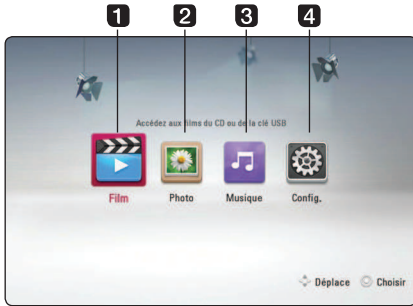 1 2 3 4
Accédez aux films du CD ou de la clé USB
Film Photo Musique Config.
Déplace Choisir